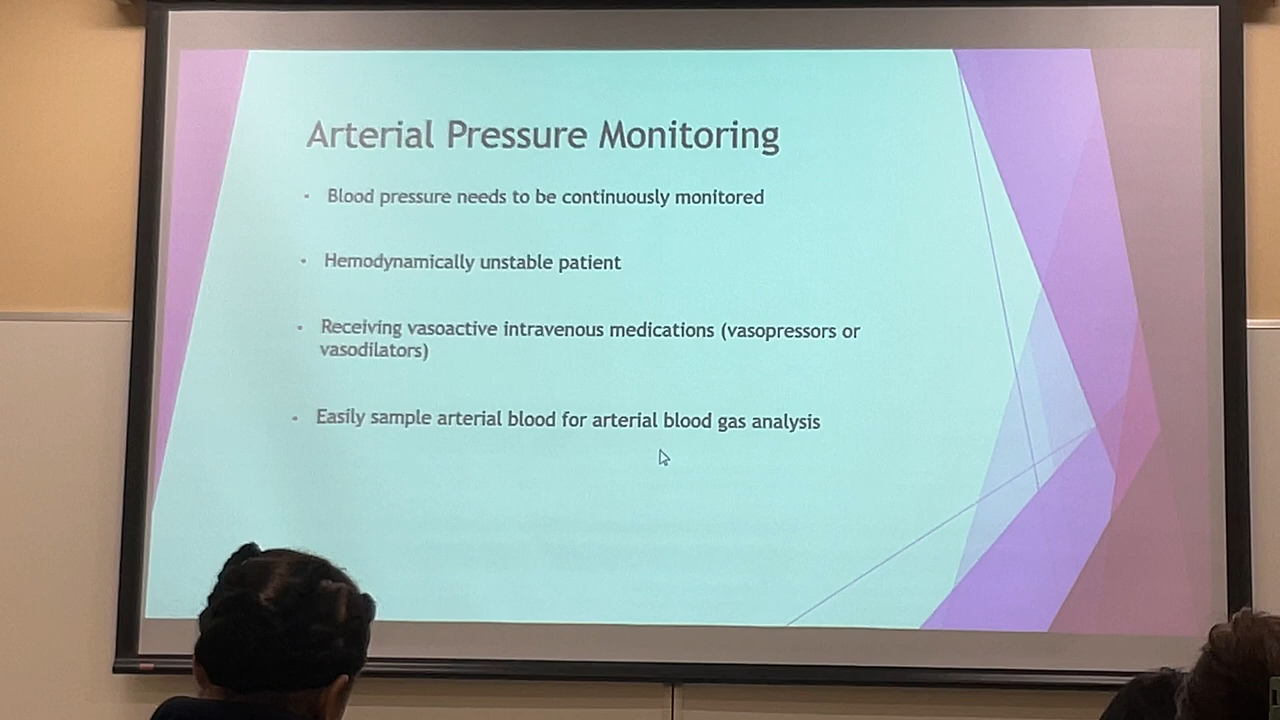 Arterial Pressure Monitoring
• Blood pressure needs to be continuously monitored
• Hemodynamically unstable patient
• Receiving vasoactive intravenous medications (vasopressors or
vasodilators)
• Easily sample arterial blood for arterial blood gas analysis